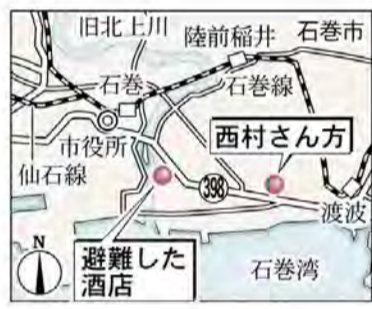 旧北上川
陸前稲井
石巻市
石巻
石巻線
市役所
西村さん方
仙石線
398
渡波
N
避難した
酒店
石巻湾